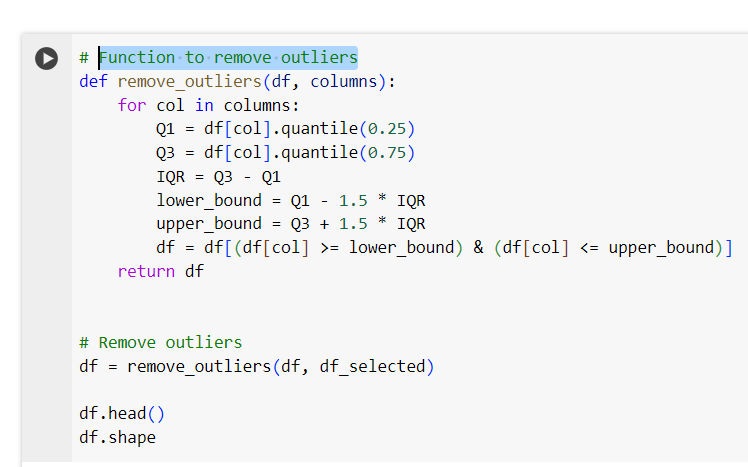 # Function to remove outliers
def remove_outliers(df, columns):
    for col in columns:
        Q1 = df[col].quantile(0.25)
        Q3 = df[col].quantile(0.75)
        IQR = Q3 - Q1
        lower_bound = Q1 - 1.5 * IQR
        upper_bound = Q3 + 1.5 * IQR
        df = df[(df[col] >= lower_bound) & (df[col] <= upper_bound)]
    return df
# Remove outliers
df = remove_outliers(df, df_selected)
df.head()
df.shape